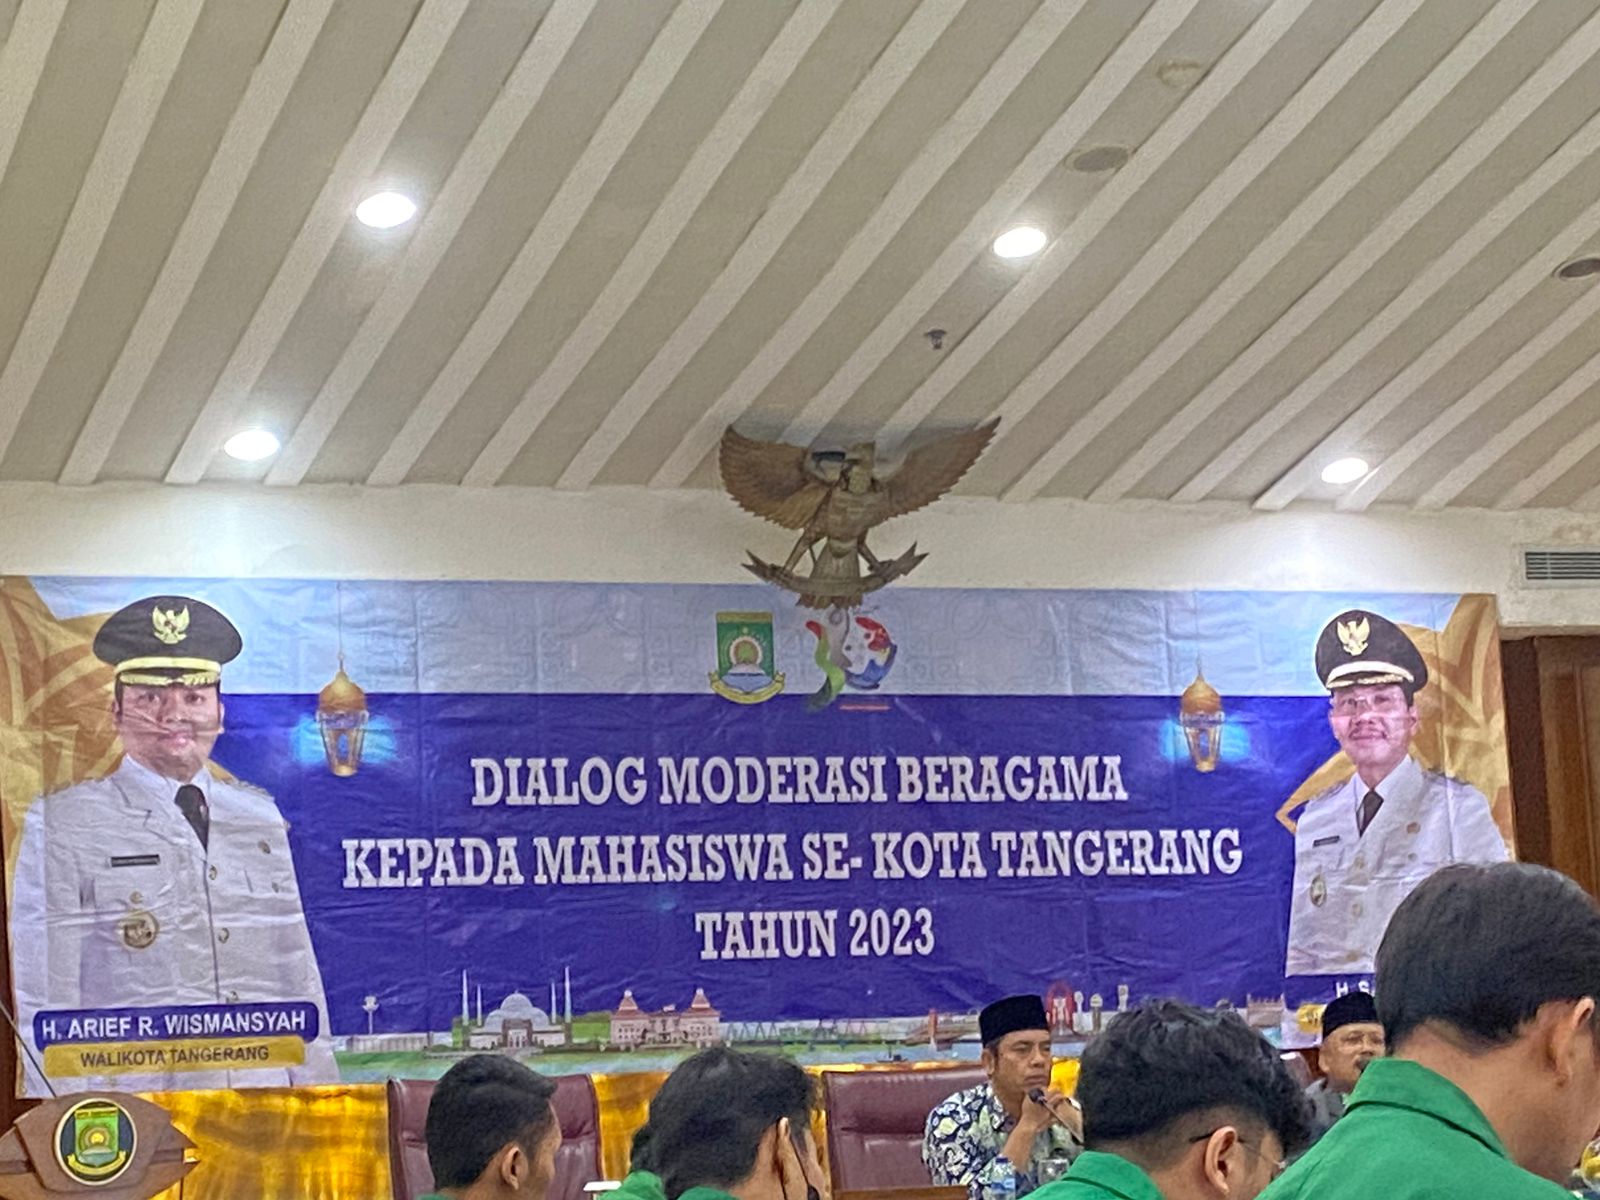 DIALOG MODERASI BERAGAMA
KEPADA MAHASISWA SE- KOTA TANGERANG
TAHUN 2023
H. ARIEF R. WISMANSYAH
WALIKOTA TANGERANG
H. S